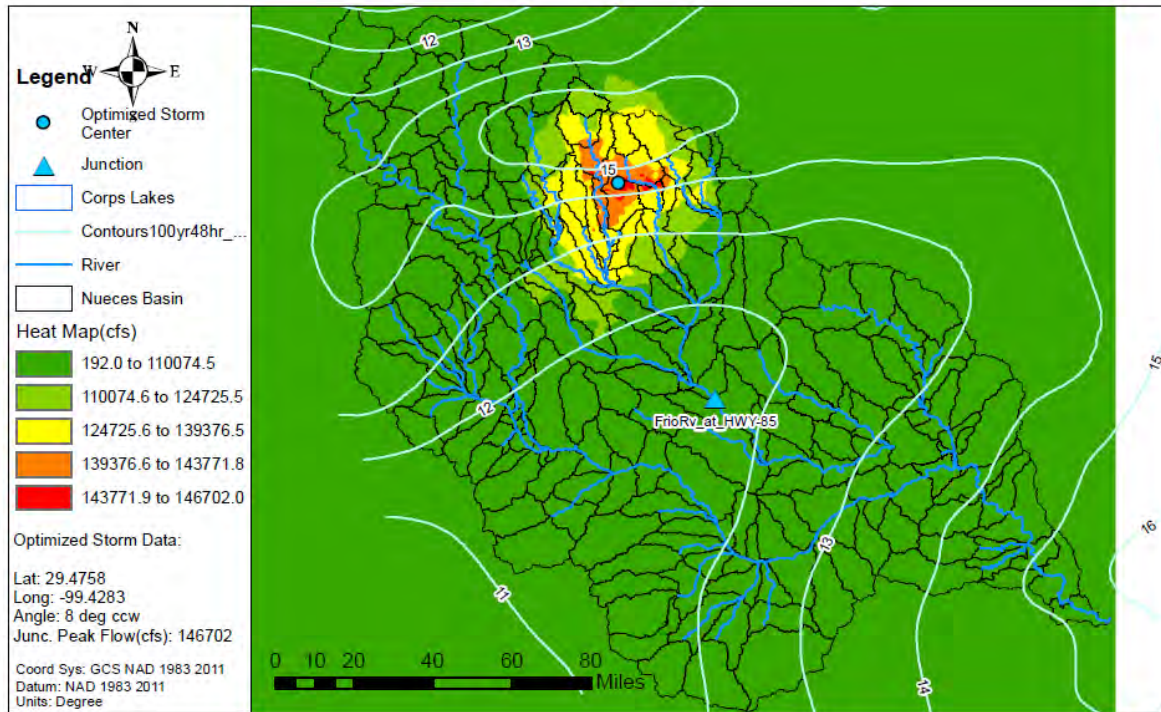 N
Legend
W
E
S
Optimized Storm
Center
Junction
Corps Lakes
Contours100yr48hr_...
River
Nueces Basin
Heat Map(cfs)
192.0 to 110074.5
110074.6 to 124725.5
124725.6 to 139376.5
139376.6 to 143771.8
143771.9 to 146702.0
Optimized Storm Data:
Lat: 29.4758
Long: -99.4283
Angle: 8 deg ccw
Junc. Peak Flow(cfs): 146702
Coord Sys: GCS NAD 1983 2011
Datum: NAD 1983 2011
Units: Degree
12
13
15
15
12
FrioRv_at_HWY-85
16
13
11
14
0 10 20 40 60 80
Miles